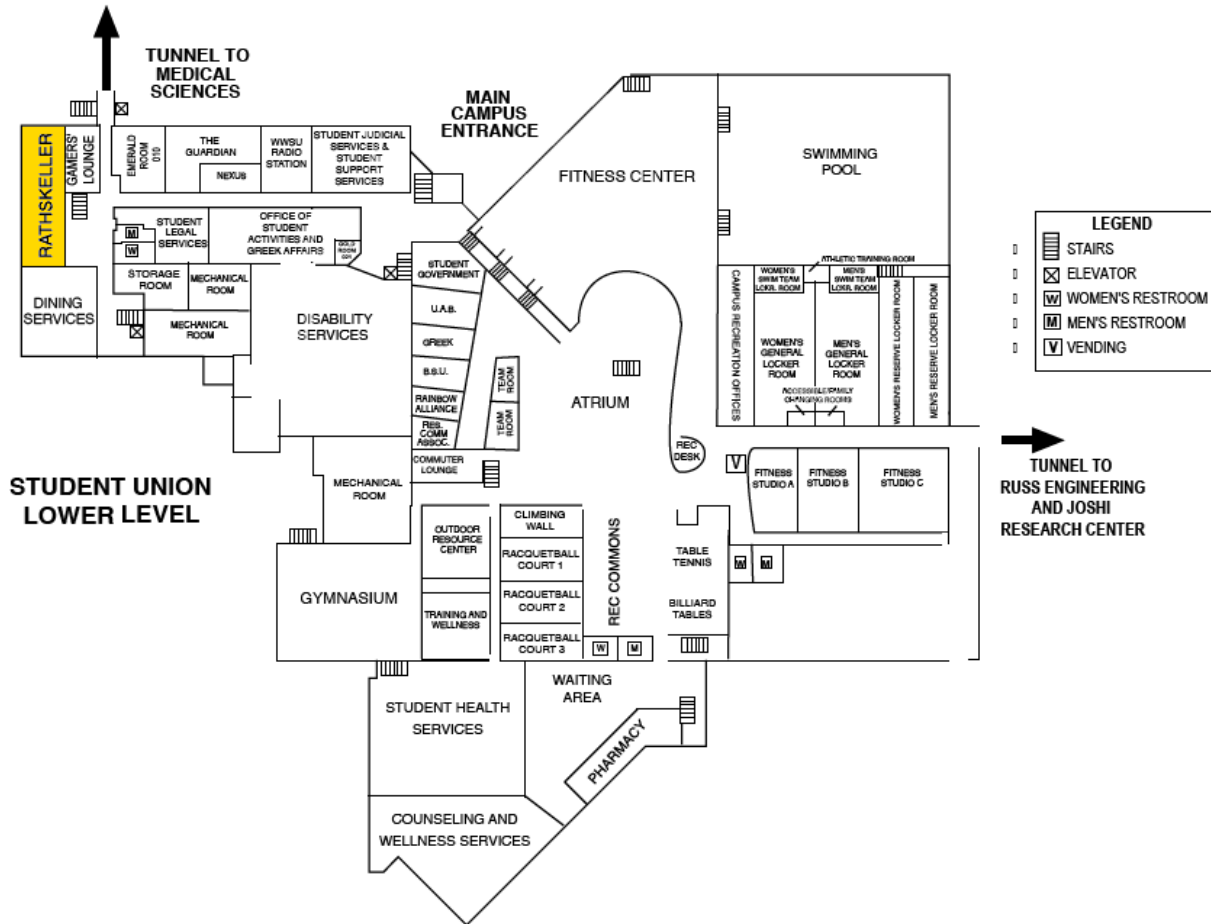 TUNNEL TO
MEDICAL
SCIENCES
MAIN
CAMPUS
ENTRANCE
RATHSKELLER
GAMERS'
LOUNGE
EMERALD
ROOM
010
THE
GUARDIAN
NEXUS
WWSU
RADIO
STATION
STUDENT JUDICIAL
SERVICES &
STUDENT
SUPPORT
SERVICES
FITNESS CENTER
SWIMMING
POOL
LEGEND
STAIRS
ELEVATOR
W
WOMEN'S RESTROOM
M
MEN'S RESTROOM
V
VENDING
M
W
STUDENT
LEGAL
SERVICES
OFFICE OF
STUDENT
ACTIVITIES AND
GREEK AFFAIRS
GOLD
ROOM
STORAGE
ROOM
MECHANICAL
ROOM
DINING
SERVICES
MECHANICAL
ROOM
DISABILITY
SERVICES
STUDENT
GOVERNMENT
U.A.B.
GREEK
B.S.U.
RAINBOW
ALLIANCE
RES.
COMM
ASSOC.
COMMUTER
LOUNGE
TEAM
ROOM
TEAM
ROOM
ATRIUM
REC
DESK
ATHLETIC TRAINING ROOM
WOMEN'S
SWIM TEAM
LCKR. ROOM
MEN'S
SWIM TEAM
LCKR. ROOM
CAMPUS RECREATION OFFICES
WOMEN'S
GENERAL
LOCKER
ROOM
MEN'S
GENERAL
LOCKER
ROOM
ACCESSIBLE/FAMILY
CHANGING ROOMS
WOMEN'S RESERVE LOCKER ROOM
MEN'S RESERVE LOCKER ROOM
V
FITNESS
STUDIO A
FITNESS
STUDIO B
FITNESS
STUDIO C
TUNNEL TO
RUSS ENGINEERING
AND JOSHI
RESEARCH CENTER
STUDENT UNION
LOWER LEVEL
MECHANICAL
ROOM
OUTDOOR
RESOURCE
CENTER
CLIMBING
WALL
RACQUETBALL
COURT 1
RACQUETBALL
COURT 2
RACQUETBALL
COURT 3
REC COMMONS
TABLE
TENNIS
BILLIARD
TABLES
W
M
GYMNASIUM
TRAINING AND
WELLNESS
W
M
WAITING
AREA
STUDENT HEALTH
SERVICES
PHARMACY
COUNSELING AND
WELLNESS SERVICES